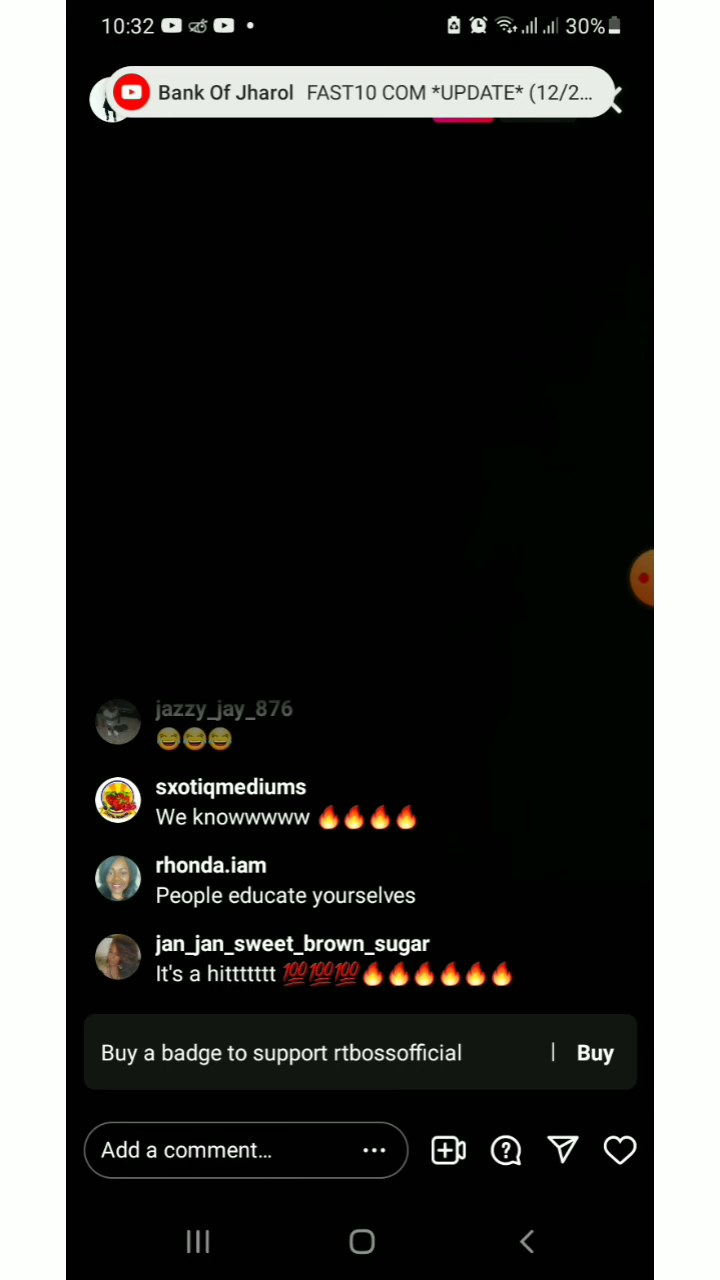 10:32 30%
Bank Of Jharol FAST10 COM *UPDATE* (12/2...
jazzy_jay_876
😂😂😂
sxotiqmediums
We knowwwww 🔥🔥🔥🔥
rhonda.iam
People educate yourselves
jan_jan_sweet_brown_sugar
It's a hittttttt 💯💯💯🔥🔥🔥🔥🔥🔥
Buy a badge to support rtbossofficial | Buy
Add a comment...